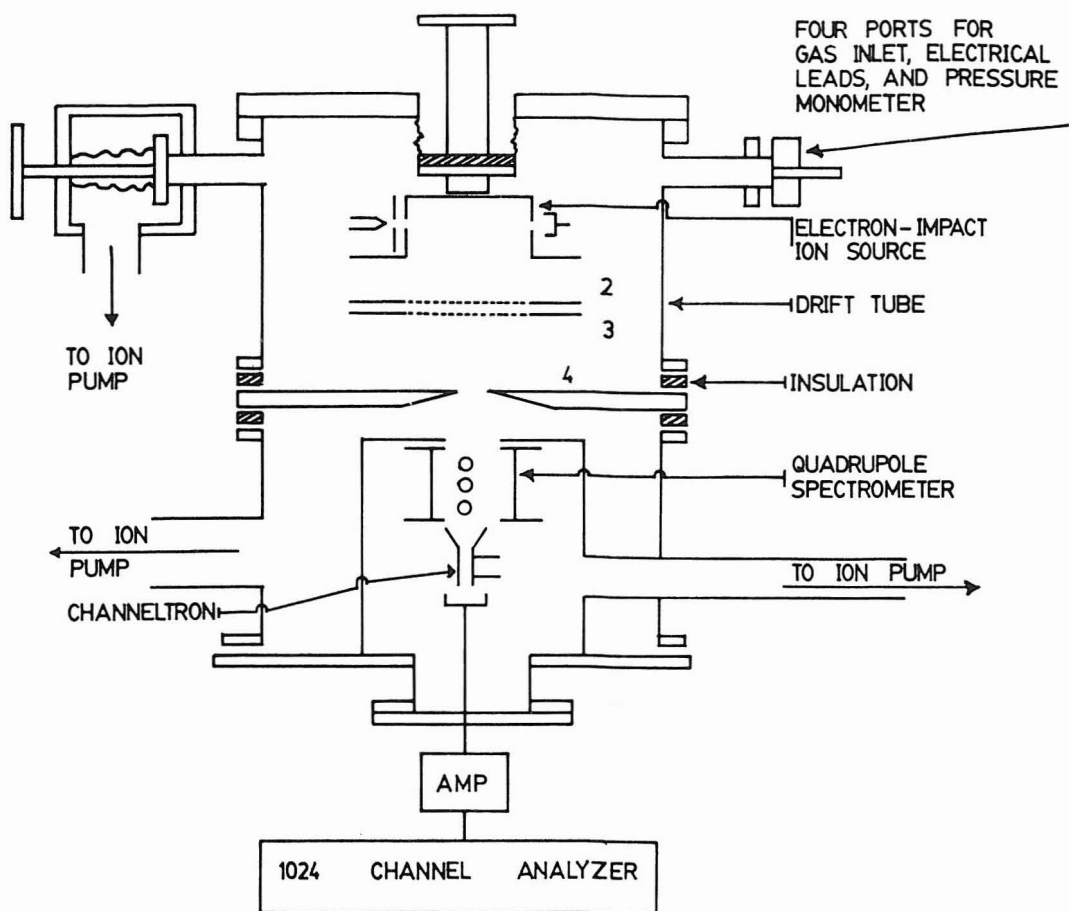 FOUR PORTS FOR
GAS INLET, ELECTRICAL
LEADS, AND PRESSURE
MONOMETER
ELECTRON-IMPACT
ION SOURCE
2
DRIFT TUBE
3
TO ION
PUMP
4
INSULATION
QUADRUPOLE
SPECTROMETER
TO ION
PUMP
TO ION PUMP
CHANNELTRON
AMP
1024 CHANNEL ANALYZER